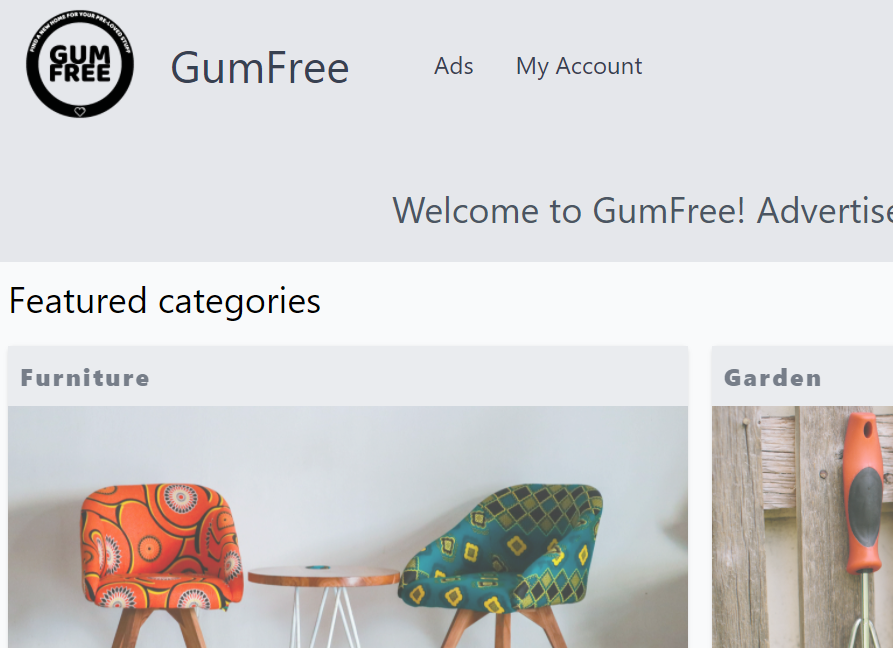 FIND A NEW HOME FOR YOUR PRE-LOVED STUFF
GUM
FREE
GumFree
Ads
My Account
Welcome to GumFree! Advertise
Featured categories
Furniture
Garden